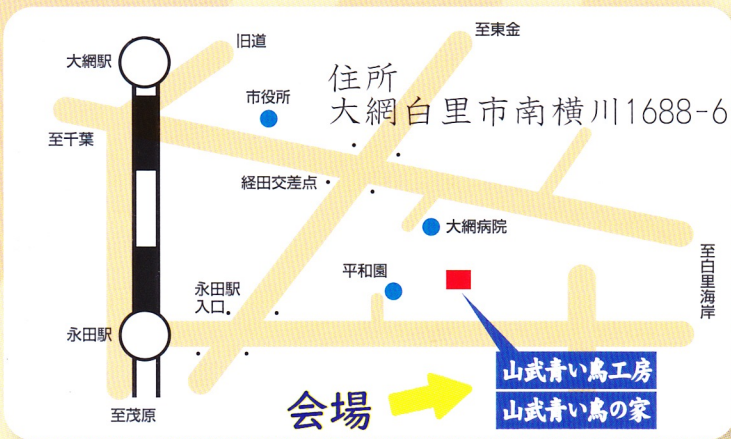 大網駅
旧道
至東金
市役所
住所
大網白里市南横川1688-6
至千葉
経田交差点
大網病院
平和園
至白里海岸
永田駅
入口
永田駅
山武青い鳥工房
会場
山武青い鳥の家
至茂原